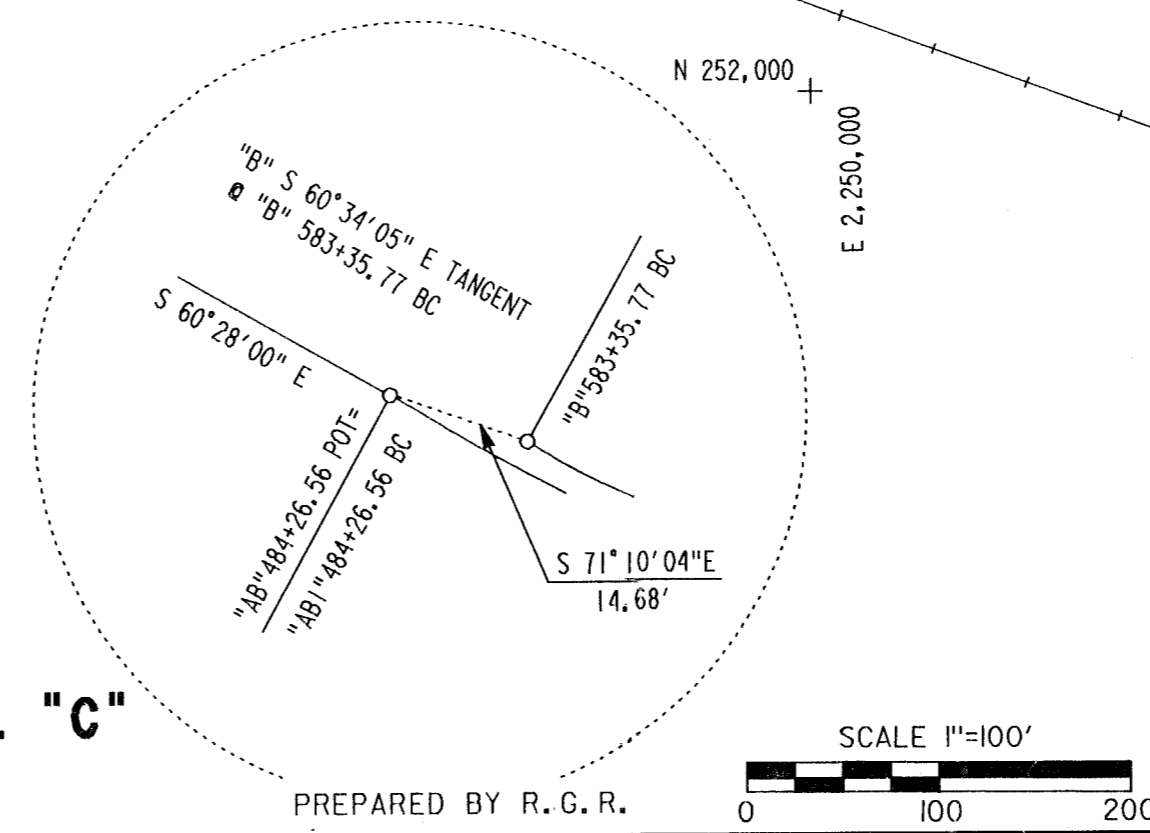 N 252,000
E 2,250,000
"B" S 60°34'05" E TANGENT
@ "B" 583+35.77 BC
S 60°28'00" E
"B"583+35.77 BC
"AB"484+26.56 POT=
"AB1"484+26.56 BC
S 71°10'04"E
14.68'
"C"
SCALE 1"=100'
PREPARED BY R.G.R.
0 100 200